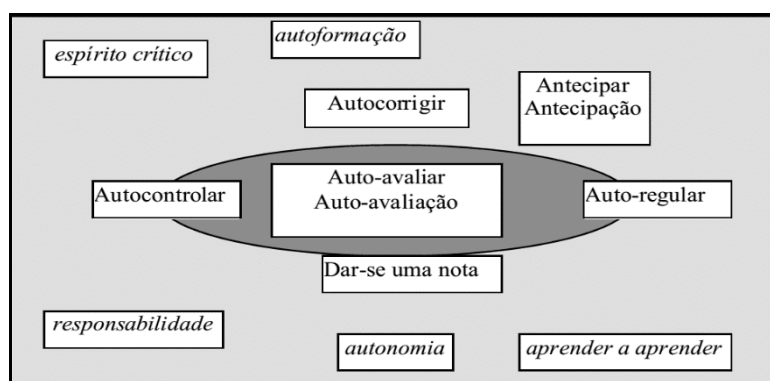 autoformação
espírito crítico
Antecipar
Antecipação
Autocorrigir
Auto-avaliar
Auto-avaliação
Autocontrolar
Auto-regular
Dar-se uma nota
responsabilidade
autonomia
aprender a aprender